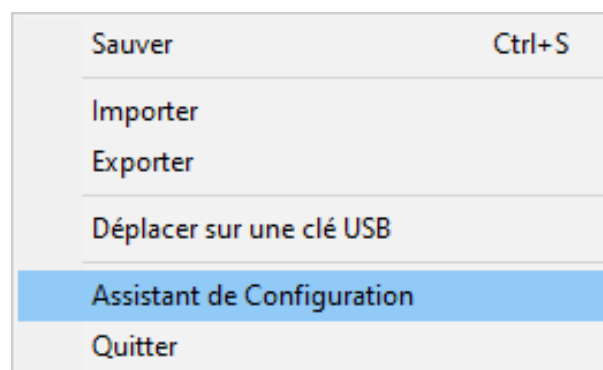 Sauver Ctrl+S
Importer
Exporter
Déplacer sur une clé USB
Assistant de Configuration
Quitter